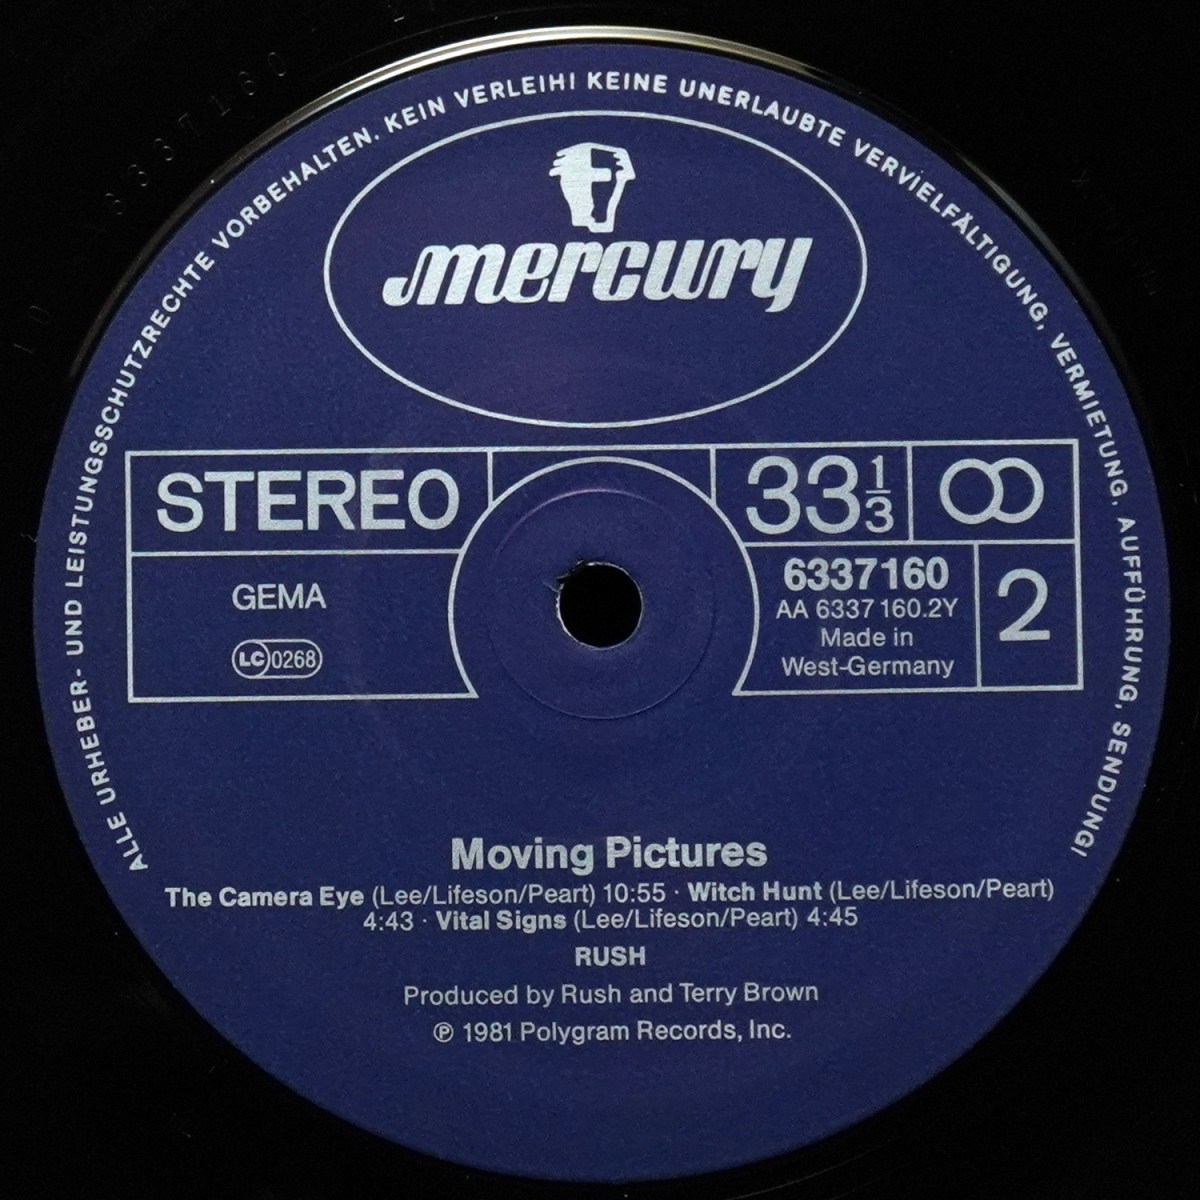 ALLE URHEBER- UND LEISTUNGSSCHUTZRECHTE VORBEHALTEN. KEIN VERLEIH! KEINE UNERLAUBTE VERVIELFÄLTIGUNG, VERMIETUNG, AUFFÜHRUNG, SENDUNG!
3337160
mercury
STEREO
33 1/3
GEMA
LC 0268
6337160
AA 6337 160.2Y
Made in
West-Germany
2
Moving Pictures
The Camera Eye (Lee/Lifeson/Peart) 10:55 · Witch Hunt (Lee/Lifeson/Peart)
4:43 · Vital Signs (Lee/Lifeson/Peart) 4:45
RUSH
Produced by Rush and Terry Brown
℗ 1981 Polygram Records, Inc.